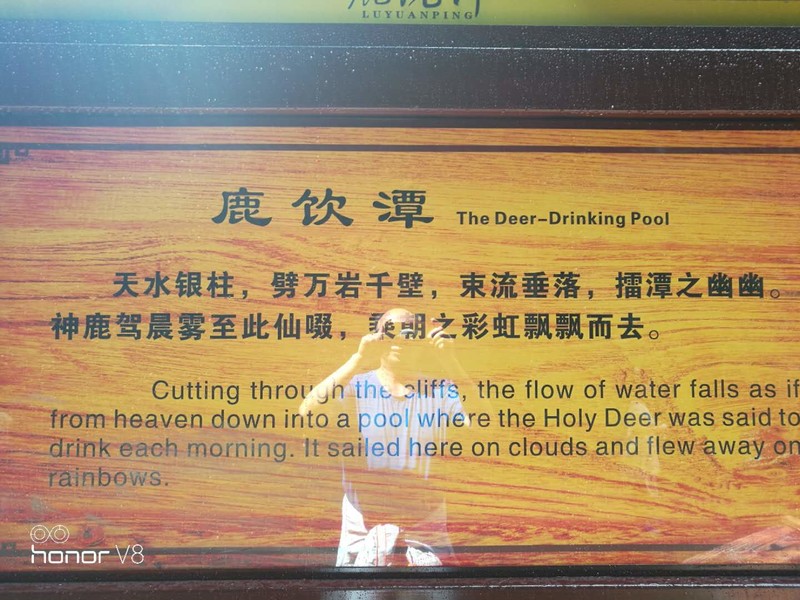 LUYUANPING
鹿饮潭 The Deer-Drinking Pool
天水银柱，劈万岩千壁，束流垂落，擂潭之幽幽。
神鹿驾晨雾至此仙啜，乘朝之彩虹飘飘而去。
Cutting through the cliffs, the flow of water falls as if
from heaven down into a pool where the Holy Deer was said to
drink each morning. It sailed here on clouds and flew away on
rainbows.
honor V8